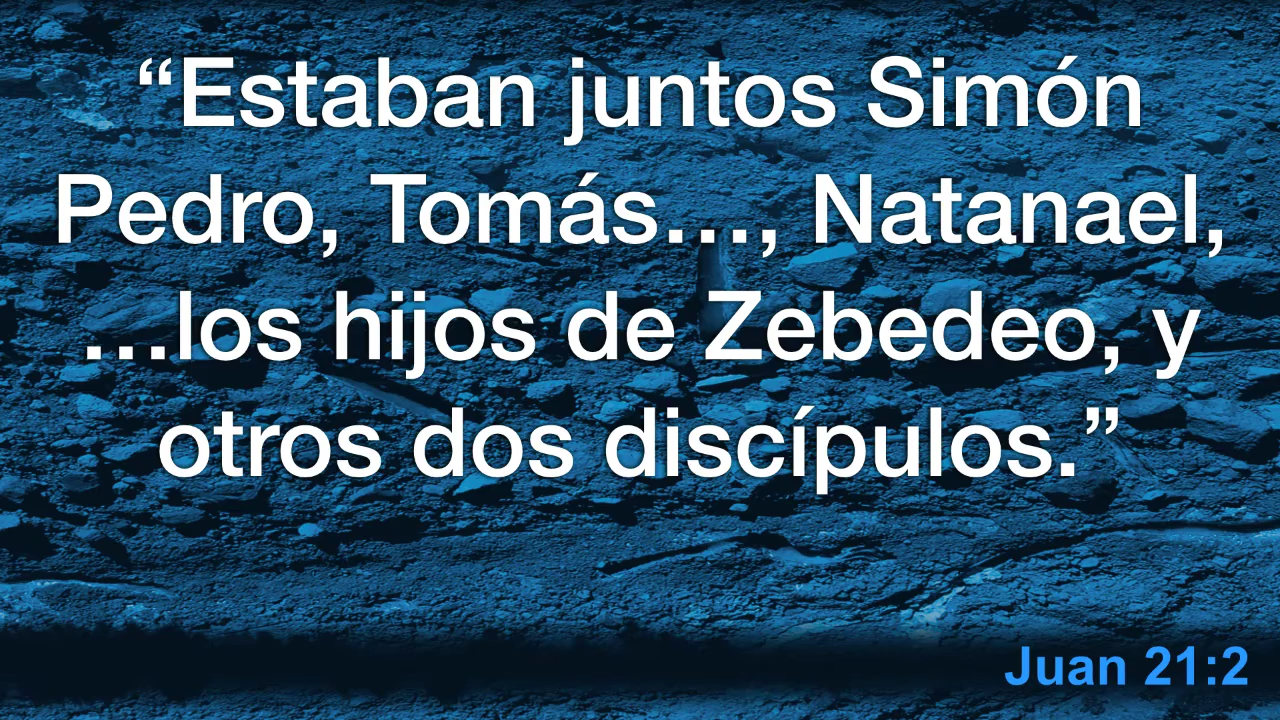 “Estaban juntos Simón
Pedro, Tomás…, Natanael,
…los hijos de Zebedeo, y
otros dos discípulos.”
Juan 21:2